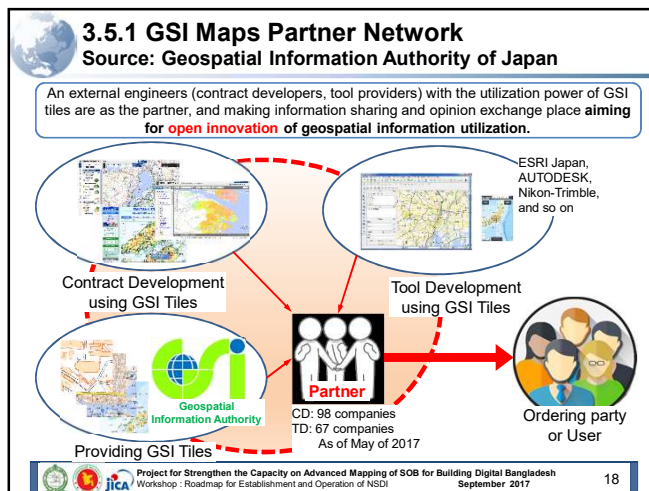 3.5.1 GSI Maps Partner Network
Source: Geospatial Information Authority of Japan
An external engineers (contract developers, tool providers) with the utilization power of GSI
tiles are as the partner, and making information sharing and opinion exchange place aiming
for open innovation of geospatial information utilization.
ESRI Japan,
AUTODESK,
Nikon-Trimble,
and so on
Contract Development
using GSI Tiles
Tool Development
using GSI Tiles
GSI
Geospatial
Information Authority
Providing GSI Tiles
Partner
CD: 98 companies
TD: 67 companies
As of May of 2017
Ordering party
or User
jICA
Project for Strengthen the Capacity on Advanced Mapping of SOB for Building Digital Bangladesh
Workshop : Roadmap for Establishment and Operation of NSDI
September 2017
18